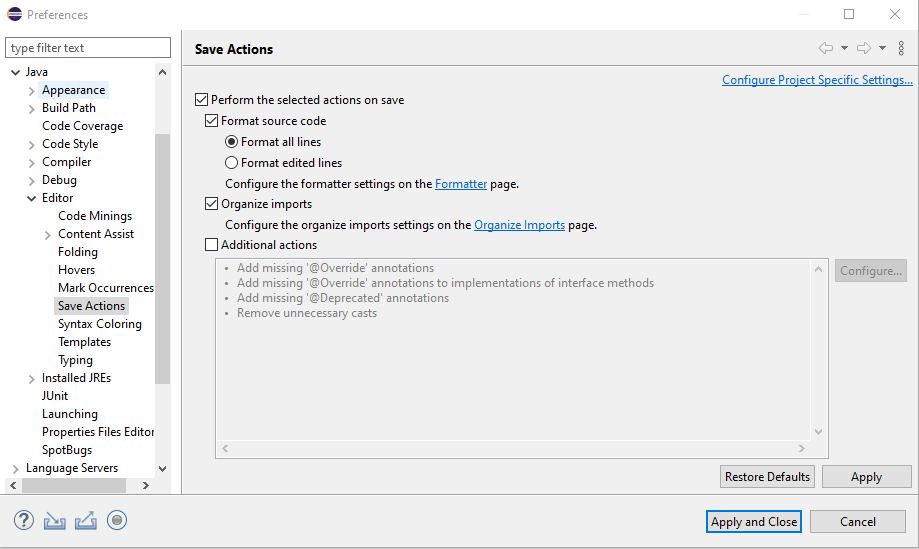 Preferences
type filter text
Java
Appearance
Build Path
Code Coverage
Code Style
Compiler
Debug
Editor
Code Minings
Content Assist
Folding
Hovers
Mark Occurrences
Save Actions
Syntax Coloring
Templates
Typing
Installed JREs
JUnit
Launching
Properties Files Editor
SpotBugs
Language Servers
Save Actions
Configure Project Specific Settings...
Perform the selected actions on save
Format source code
Format all lines
Format edited lines
Configure the formatter settings on the Formatter page.
Organize imports
Configure the organize imports settings on the Organize Imports page.
Additional actions
• Add missing '@Override' annotations
• Add missing '@Override' annotations to implementations of interface methods
• Add missing '@Deprecated' annotations
• Remove unnecessary casts
Configure...
Restore Defaults
Apply
?
Apply and Close
Cancel